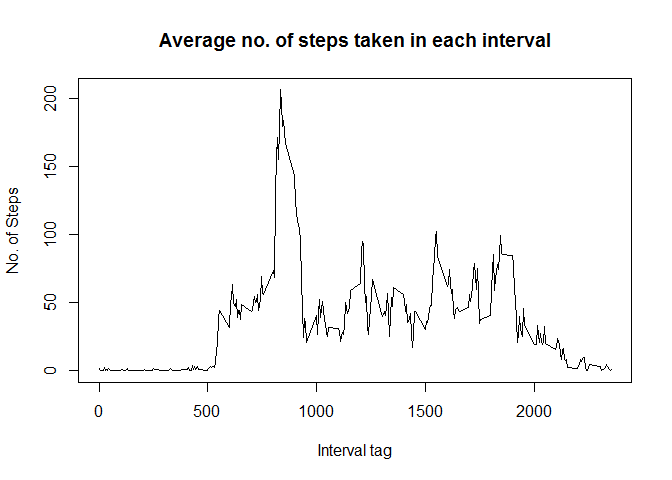 Average no. of steps taken in each interval
200
150
100
50
0
No. of Steps
0 500 1000 1500 2000
Interval tag